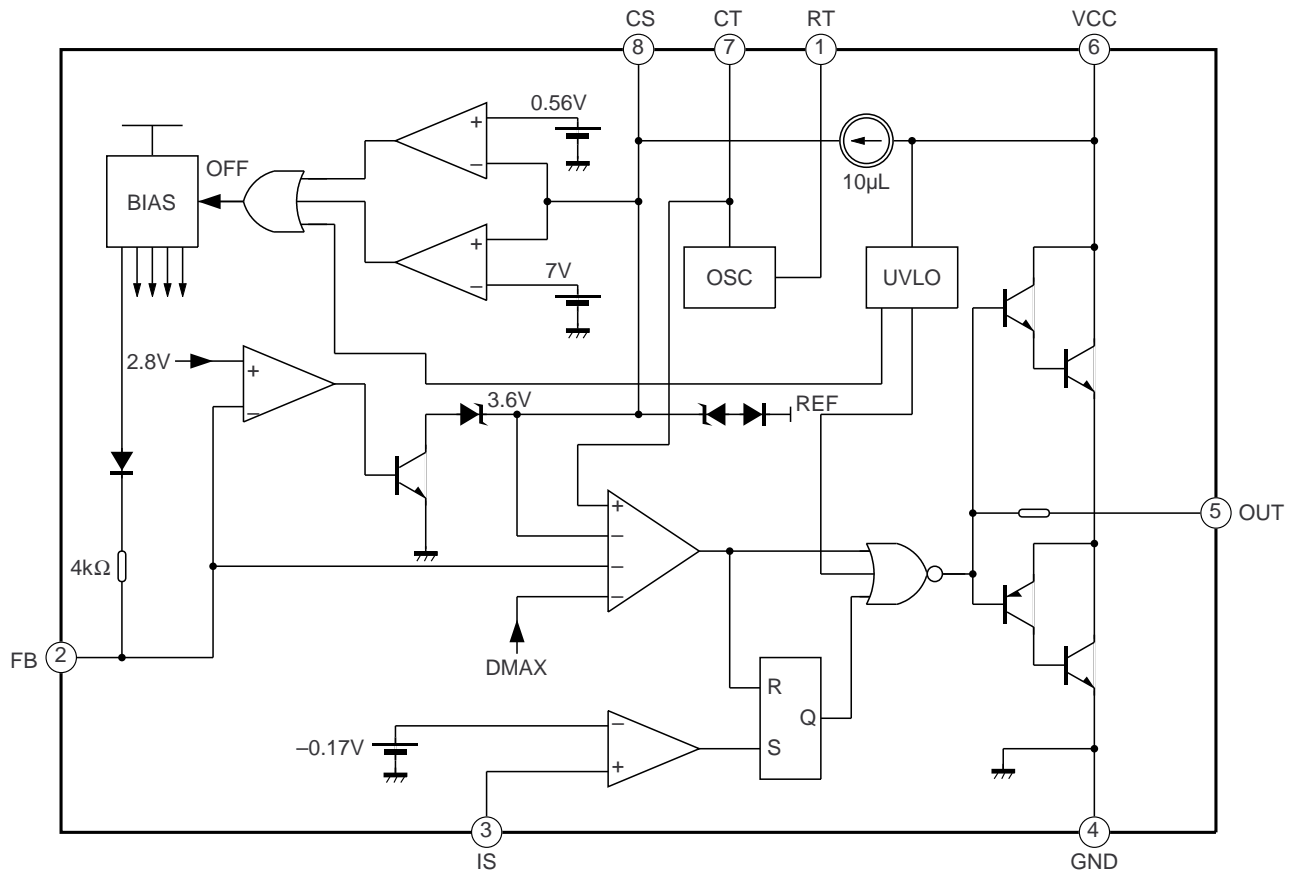 CS CT RT VCC
8 7 1 6
0.56V
+
−
OFF
10µL
BIAS
+
−
7V
OSC
UVLO
2.8V
+
−
3.6V
REF
+
−
−
−
5 OUT
4kΩ
DMAX
FB 2
R
Q
S
–0.17V
−
+
3
IS
4
GND